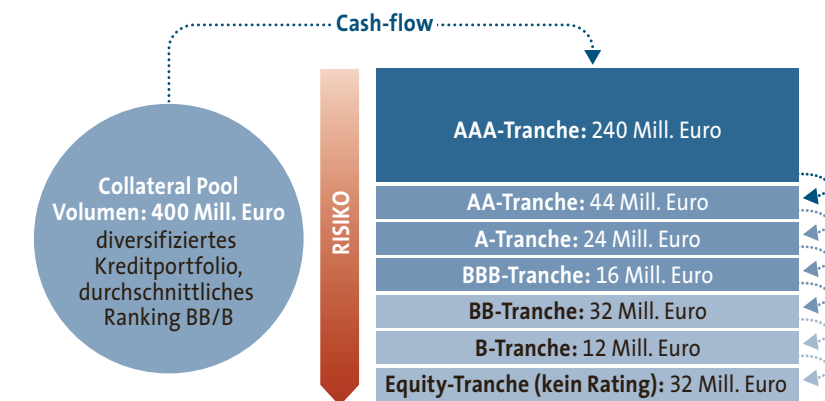 Cash-flow
Collateral Pool
Volumen: 400 Mill. Euro
diversifiziertes
Kreditportfolio,
durchschnittliches
Ranking BB/B
RISIKO
AAA-Tranche: 240 Mill. Euro
AA-Tranche: 44 Mill. Euro
A-Tranche: 24 Mill. Euro
BBB-Tranche: 16 Mill. Euro
BB-Tranche: 32 Mill. Euro
B-Tranche: 12 Mill. Euro
Equity-Tranche (kein Rating): 32 Mill. Euro